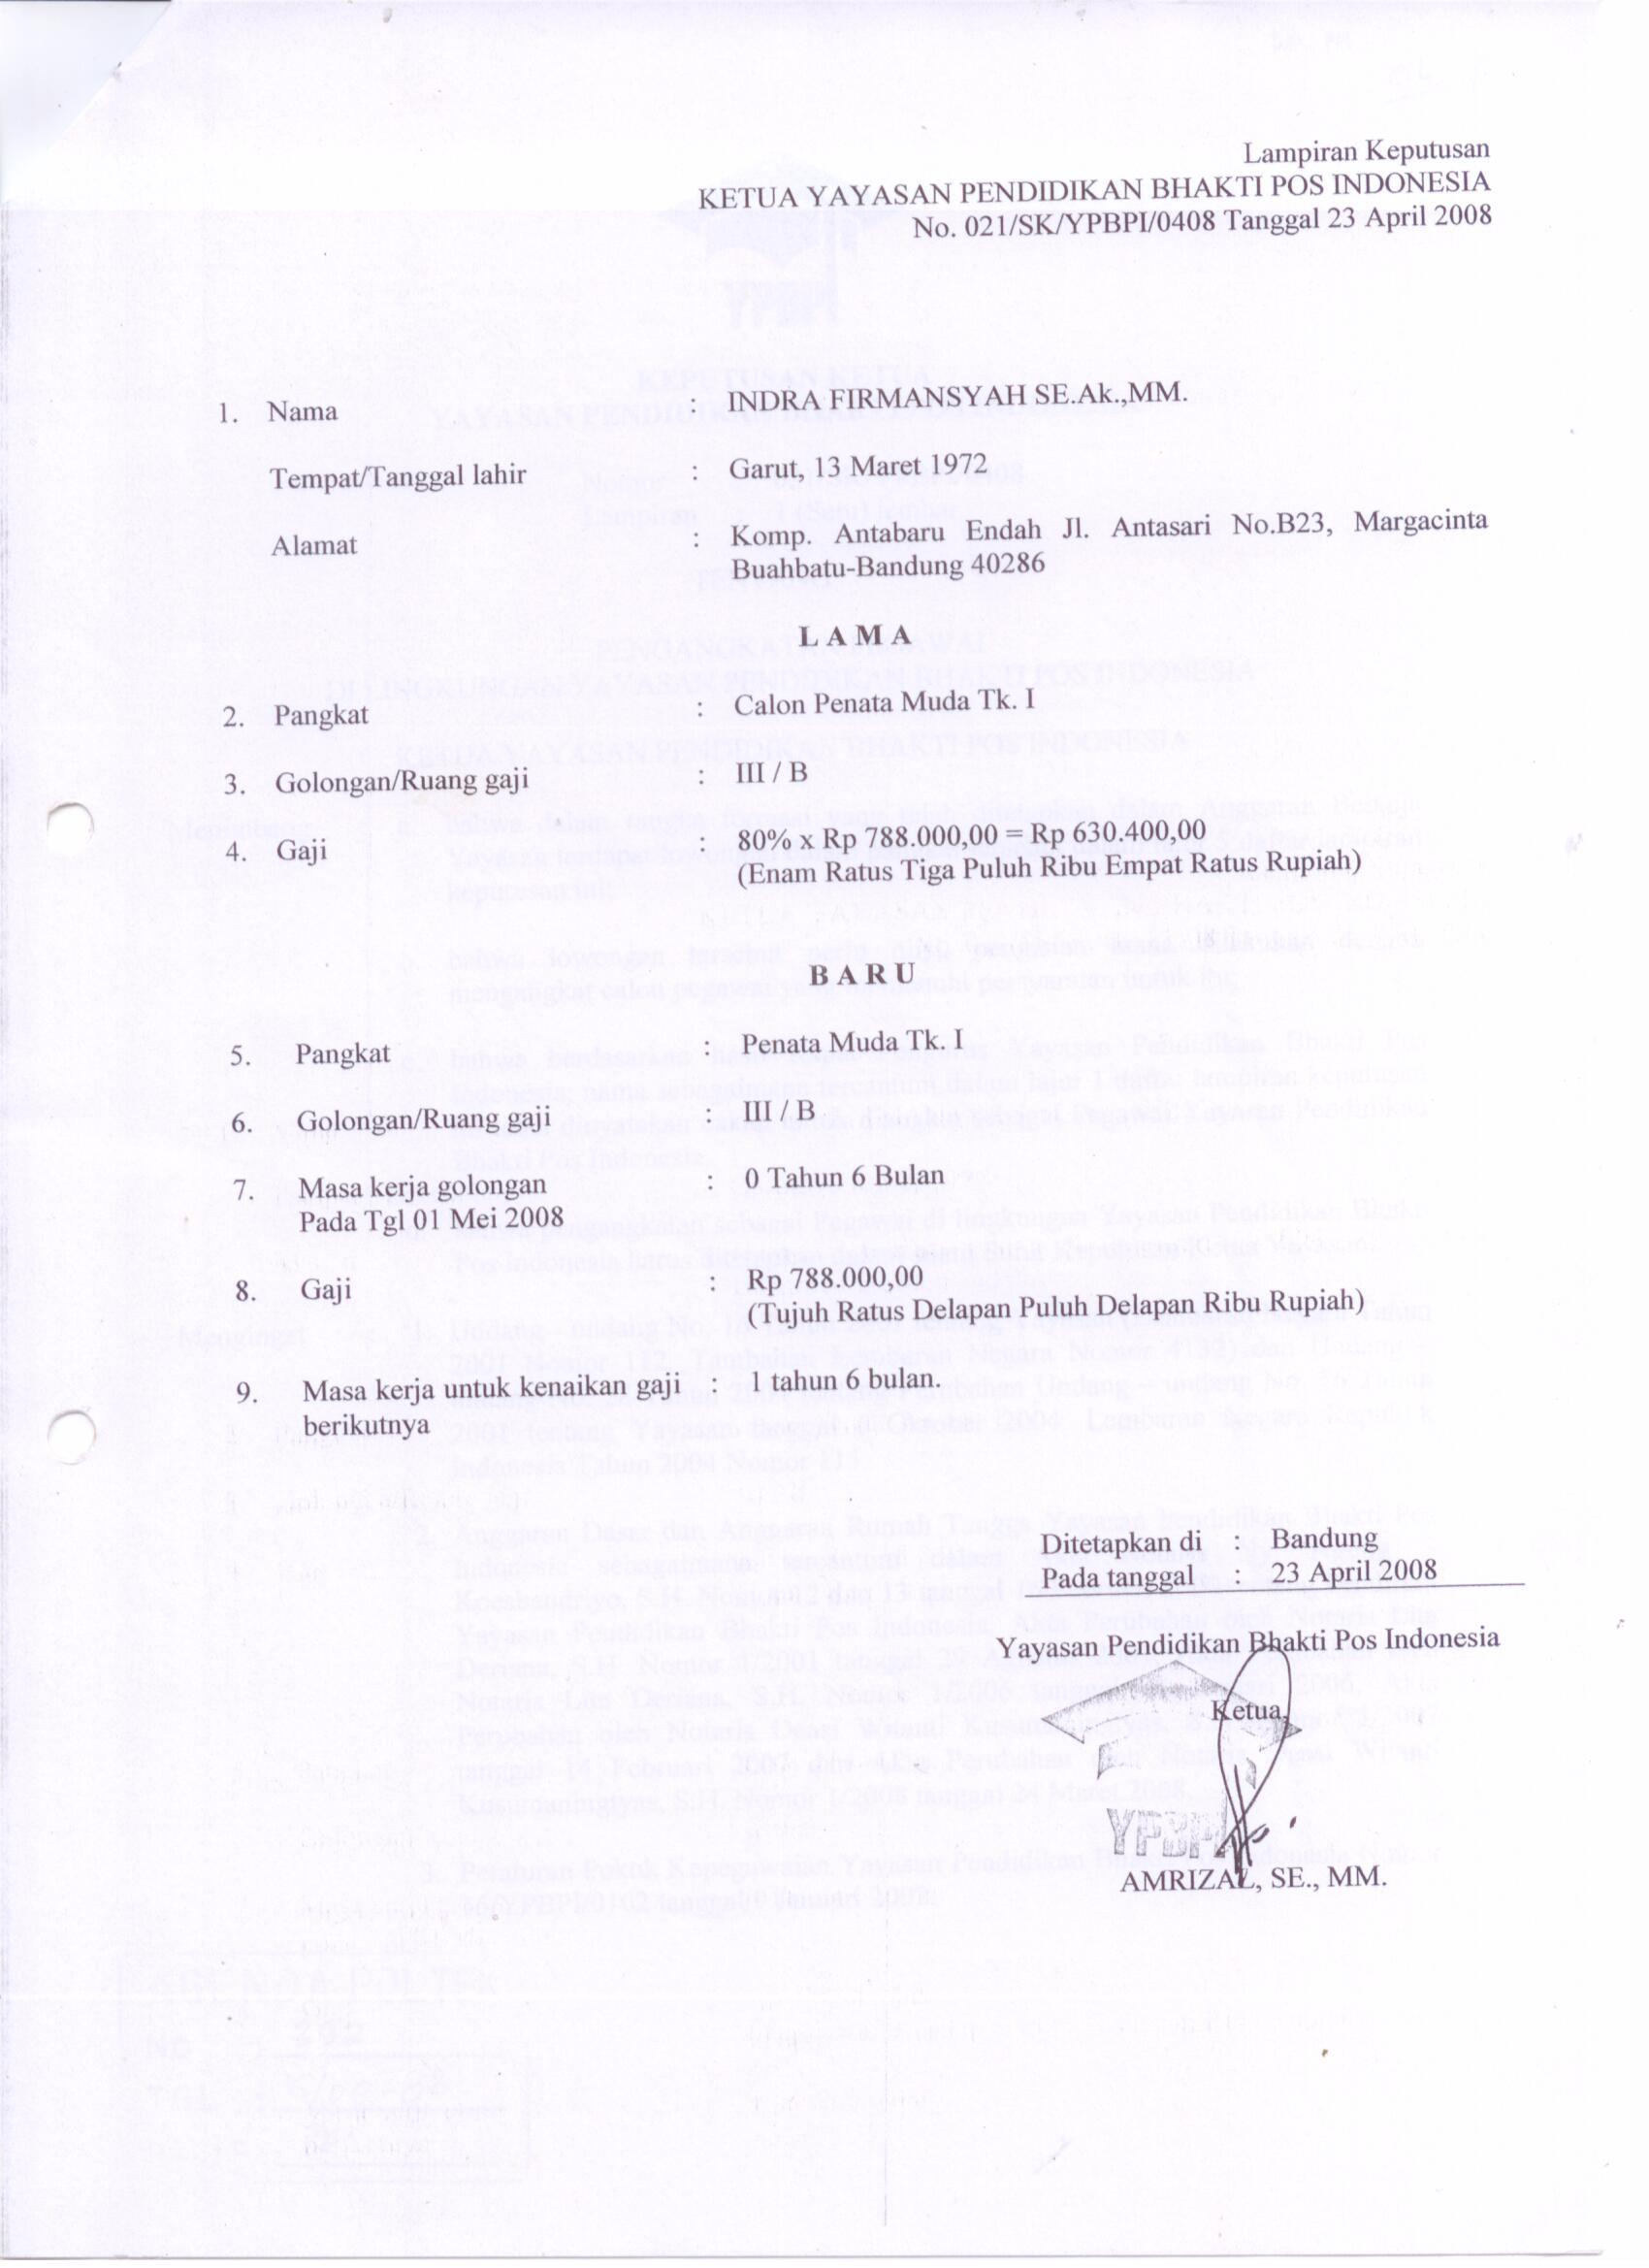 Lampiran Keputusan
KETUA YAYASAN PENDIDIKAN BHAKTI POS INDONESIA
No. 021/SK/YPBPI/0408 Tanggal 23 April 2008
1. Nama : INDRA FIRMANSYAH SE.Ak.,MM.
Tempat/Tanggal lahir : Garut, 13 Maret 1972
Alamat : Komp. Antabaru Endah Jl. Antasari No.B23, Margacinta
Buahbatu-Bandung 40286
L A M A
2. Pangkat : Calon Penata Muda Tk. I
3. Golongan/Ruang gaji : III / B
4. Gaji : 80% x Rp 788.000,00 = Rp 630.400,00
(Enam Ratus Tiga Puluh Ribu Empat Ratus Rupiah)
B A R U
5. Pangkat : Penata Muda Tk. I
6. Golongan/Ruang gaji : III / B
7. Masa kerja golongan : 0 Tahun 6 Bulan
Pada Tgl 01 Mei 2008
8. Gaji : Rp 788.000,00
(Tujuh Ratus Delapan Puluh Delapan Ribu Rupiah)
9. Masa kerja untuk kenaikan gaji : 1 tahun 6 bulan.
berikutnya
Ditetapkan di : Bandung
Pada tanggal : 23 April 2008
Yayasan Pendidikan Bhakti Pos Indonesia
Ketua,
YPBPI
AMRIZAL, SE., MM.